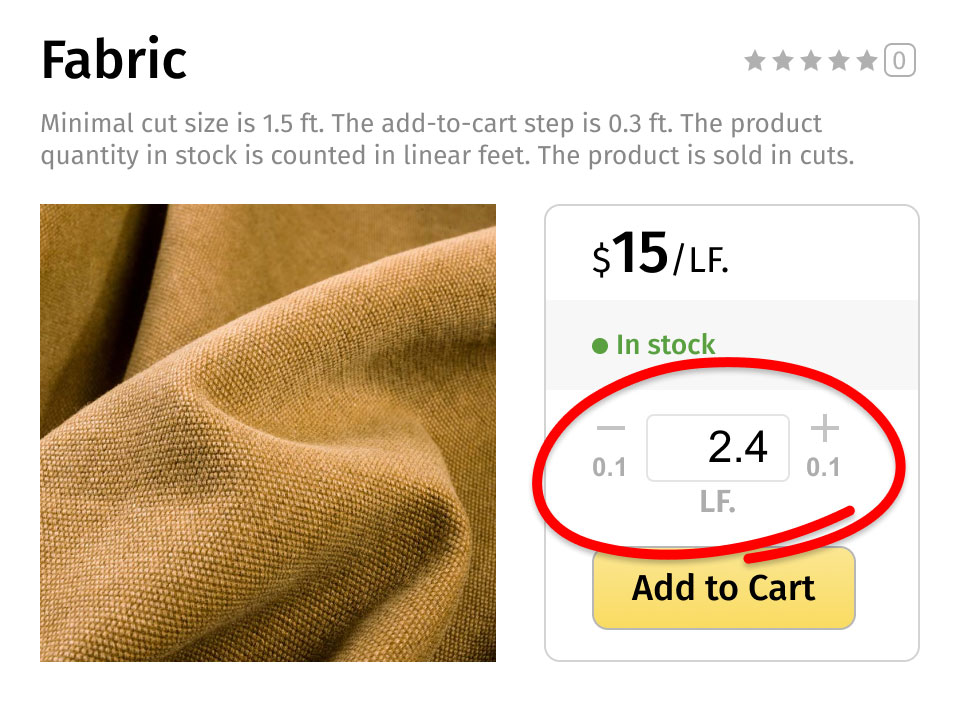 Fabric
0
Minimal cut size is 1.5 ft. The add-to-cart step is 0.3 ft. The product
quantity in stock is counted in linear feet. The product is sold in cuts.
$15/LF.
In stock
− 2.4 +
0.1 0.1
LF.
Add to Cart